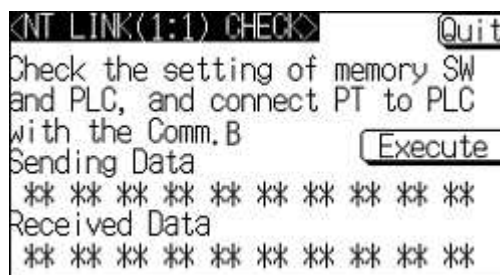 <NT LINK(1:1) CHECK>
Quit
Check the setting of memory SW
and PLC, and connect PT to PLC
with the Comm.B
Execute
Sending Data
** ** ** ** ** ** ** ** ** **
Received Data
** ** ** ** ** ** ** ** ** **